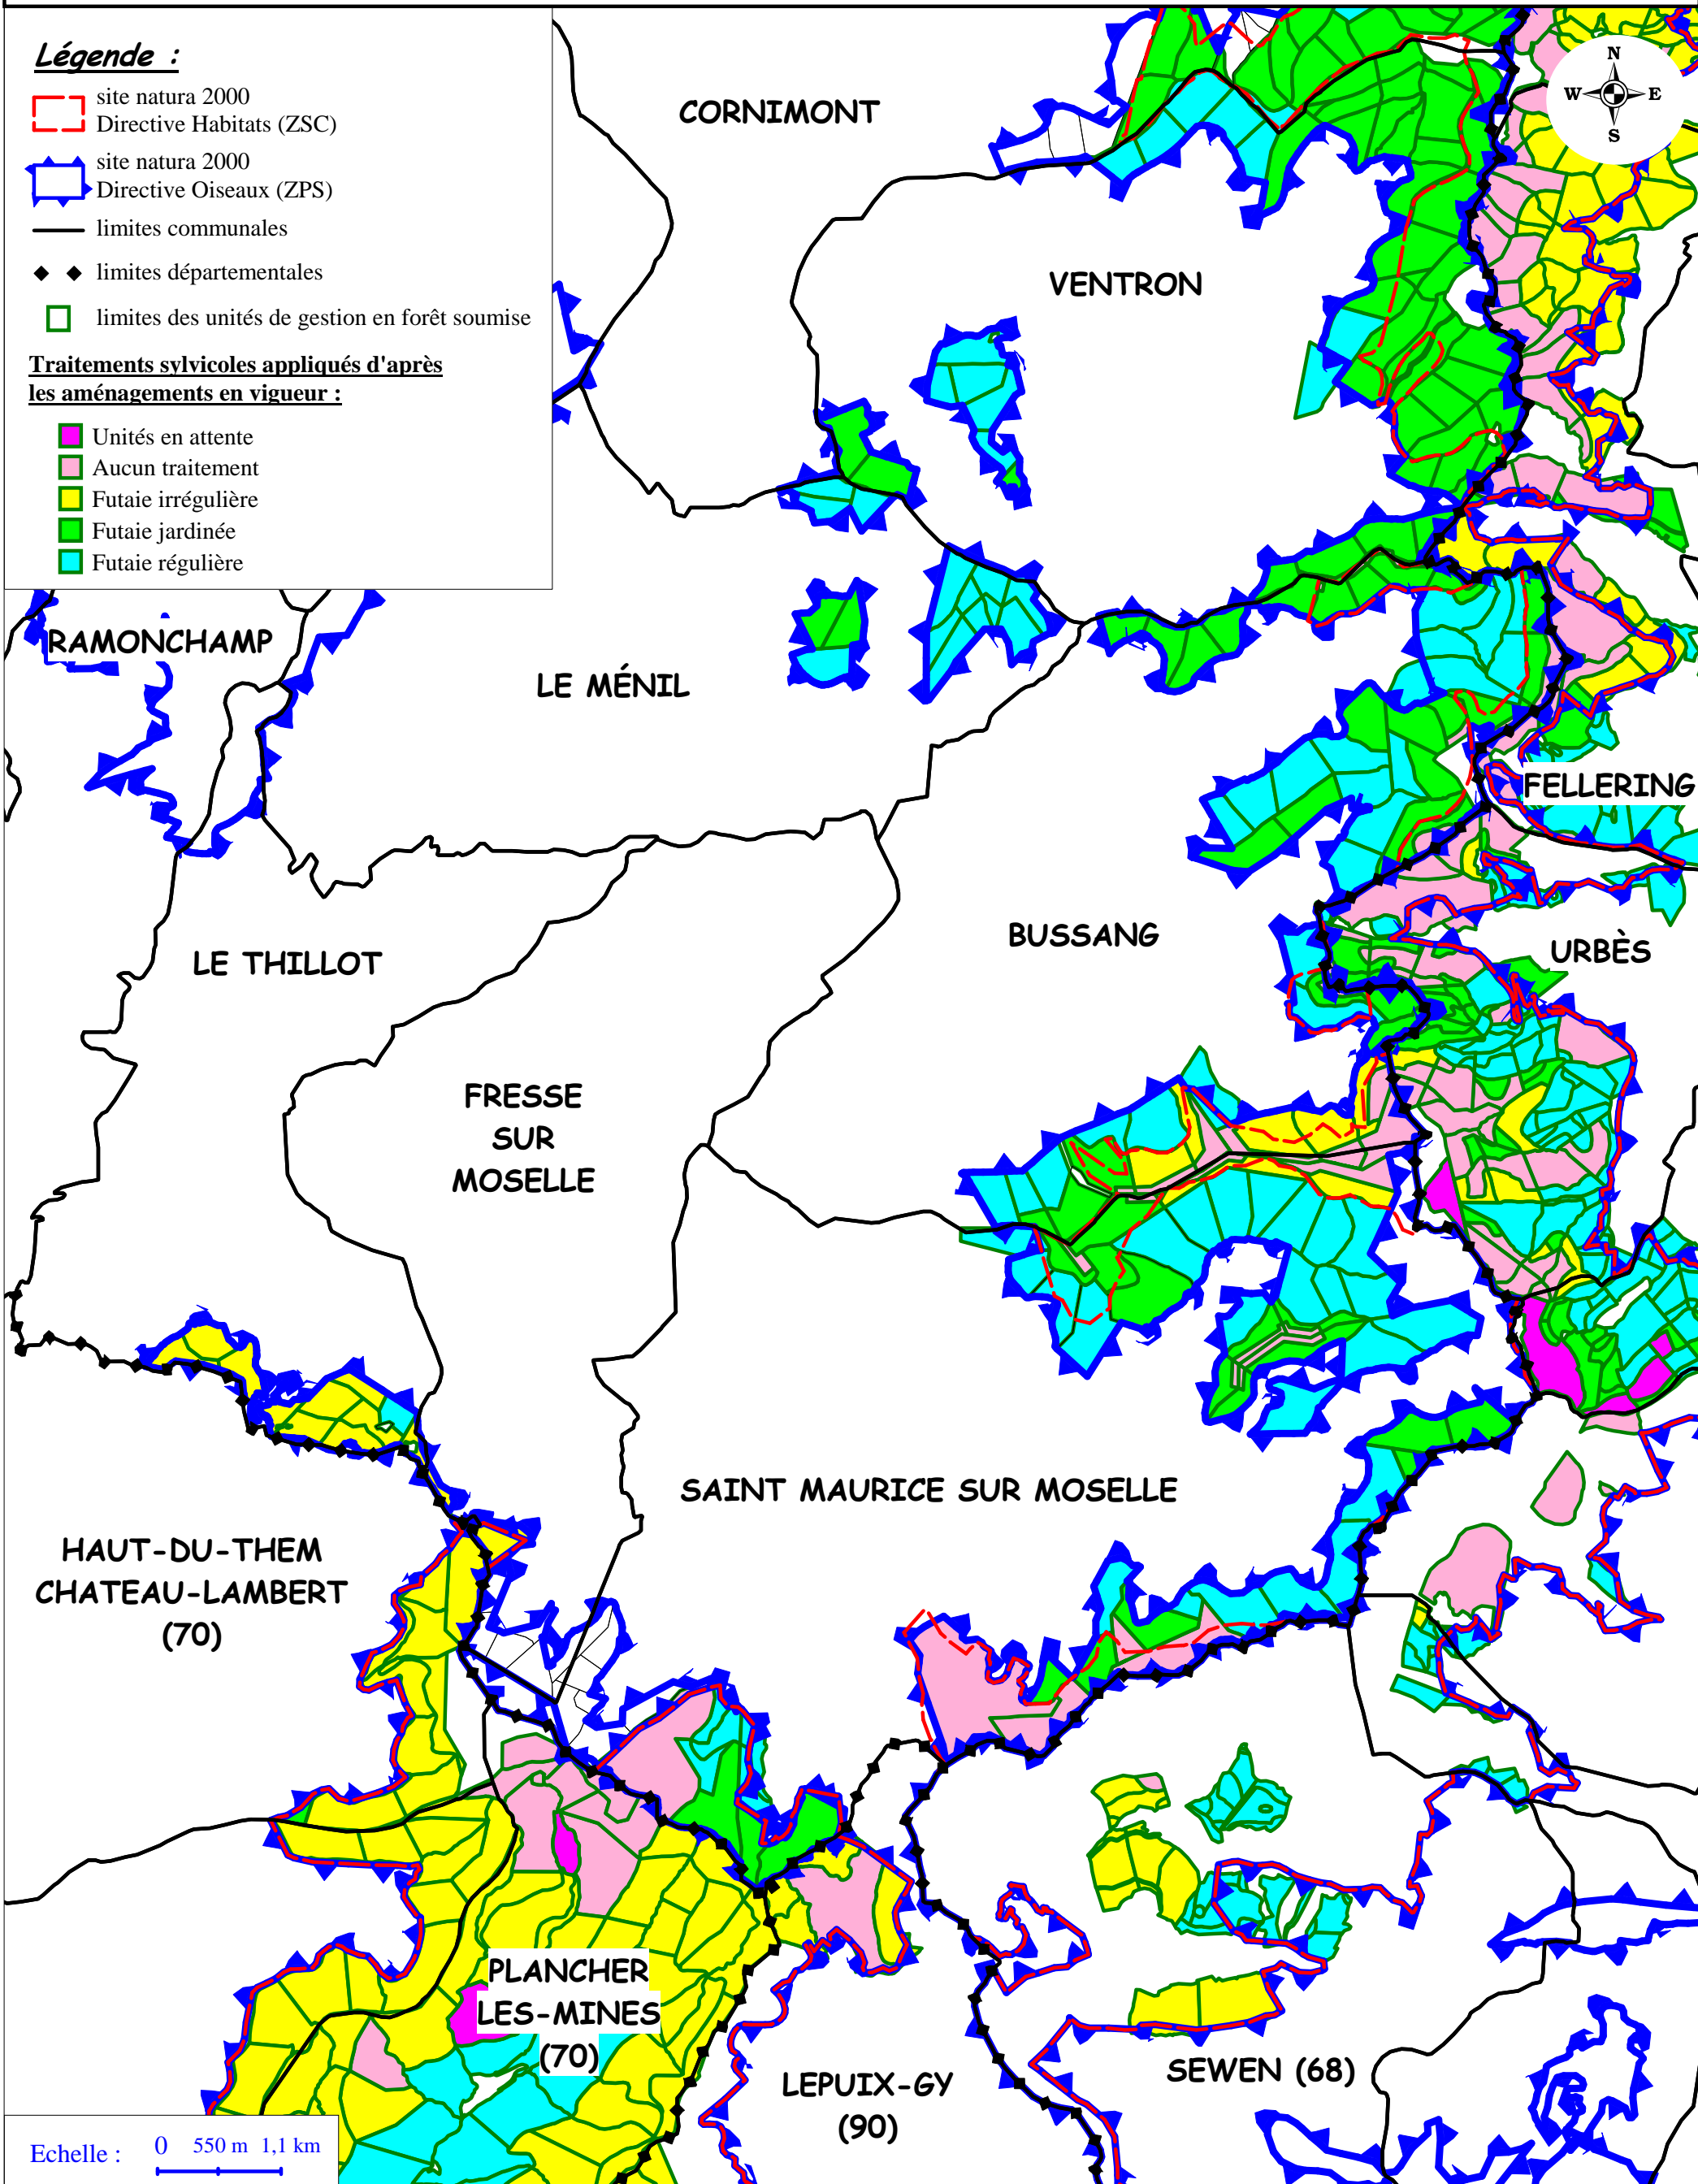 Légende :
site natura 2000
Directive Habitats (ZSC)
site natura 2000
Directive Oiseaux (ZPS)
limites communales
limites départementales
limites des unités de gestion en forêt soumise
Traitements sylvicoles appliqués d'après
les aménagements en vigueur :
Unités en attente
Aucun traitement
Futaie irrégulière
Futaie jardinée
Futaie régulière
N
W E
S
CORNIMONT
VENTRON
RAMONCHAMP
LE MÉNIL
FELLERING
BUSSANG
URBÈS
LE THILLOT
FRESSE
SUR
MOSELLE
SAINT MAURICE SUR MOSELLE
HAUT-DU-THEM
CHATEAU-LAMBERT
(70)
PLANCHER
LES-MINES
(70)
LEPUIX-GY
(90)
SEWEN (68)
Echelle : 0 550 m 1,1 km